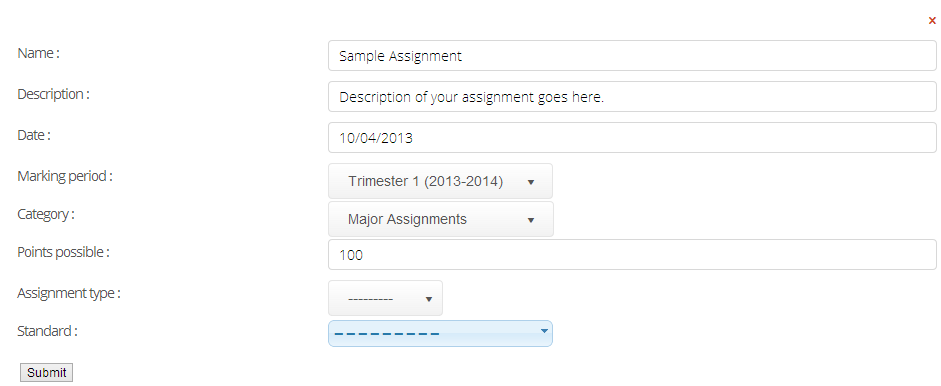 ×
Name : Sample Assignment
Description : Description of your assignment goes here.
Date : 10/04/2013
Marking period : Trimester 1 (2013-2014) ▼
Category : Major Assignments ▼
Points possible : 100
Assignment type : --------- ▼
Standard : --------- ▼
Submit